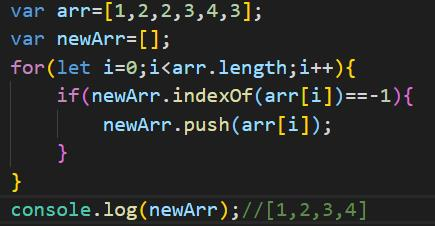 var arr=[1,2,2,3,4,3];
var newArr=[];
for(let i=0;i<arr.length;i++){
    if(newArr.indexOf(arr[i])==-1){
        newArr.push(arr[i]);
    }
}
console.log(newArr);//[1,2,3,4]